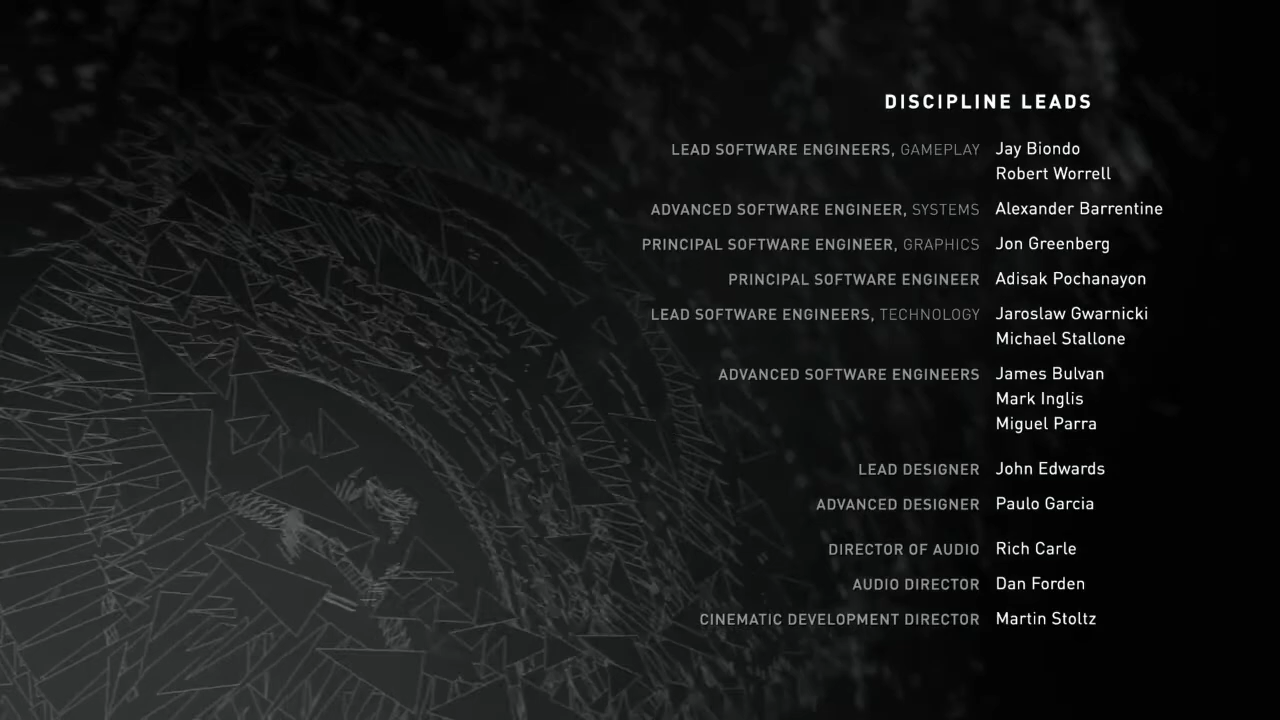 DISCIPLINE LEADS
LEAD SOFTWARE ENGINEERS, GAMEPLAY Jay Biondo
Robert Worrell
ADVANCED SOFTWARE ENGINEER, SYSTEMS Alexander Barrentine
PRINCIPAL SOFTWARE ENGINEER, GRAPHICS Jon Greenberg
PRINCIPAL SOFTWARE ENGINEER Adisak Pochanayon
LEAD SOFTWARE ENGINEERS, TECHNOLOGY Jaroslaw Gwarnicki
Michael Stallone
ADVANCED SOFTWARE ENGINEERS James Bulvan
Mark Inglis
Miguel Parra
LEAD DESIGNER John Edwards
ADVANCED DESIGNER Paulo Garcia
DIRECTOR OF AUDIO Rich Carle
AUDIO DIRECTOR Dan Forden
CINEMATIC DEVELOPMENT DIRECTOR Martin Stoltz